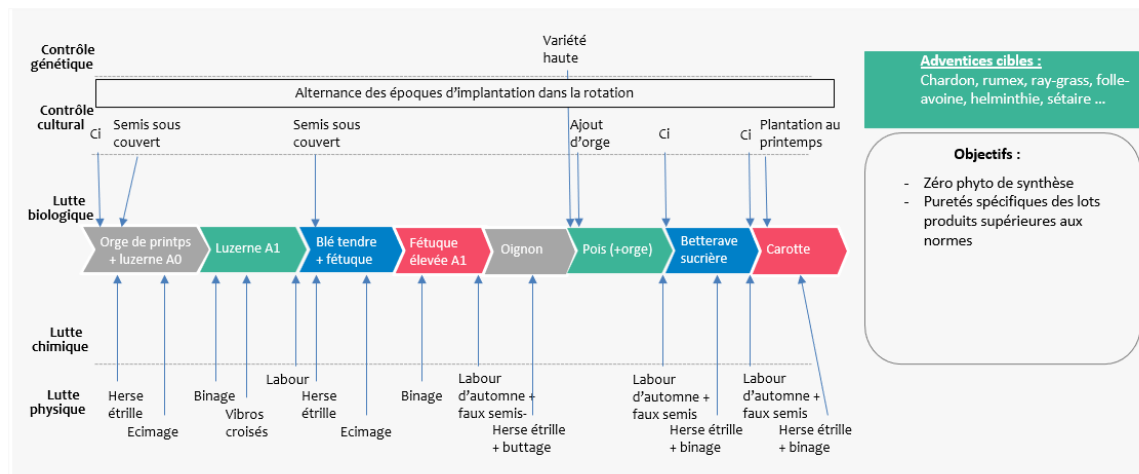 Contrôle
génétique
Variété
haute
Alternance des époques d'implantation dans la rotation
Contrôle
cultural
Ci
Semis sous
couvert
Semis sous
couvert
Ajout
d'orge
Ci
Ci
Plantation au
printemps
Lutte
biologique
Orge de printps
+ luzerne A0
Luzerne A1
Blé tendre
+ fétuque
Fétuque
élevée A1
Oignon
Pois (+orge)
Betterave
sucrière
Carotte
Lutte
chimique
Lutte
physique
Herse
étrille
Ecimage
Binage
Vibros
croisés
Labour
Herse
étrille
Ecimage
Binage
Labour
d'automne +
faux semis-
Herse étrille
+ buttage
Labour
d'automne +
faux semis
Herse étrille
+ binage
Labour
d'automne +
faux semis
Herse étrille
+ binage
Adventices cibles :
Chardon, rumex, ray-grass, folle-
avoine, helminthie, sétaire ...
Objectifs :
- Zéro phyto de synthèse
- Puretés spécifiques des lots
produits supérieures aux
normes